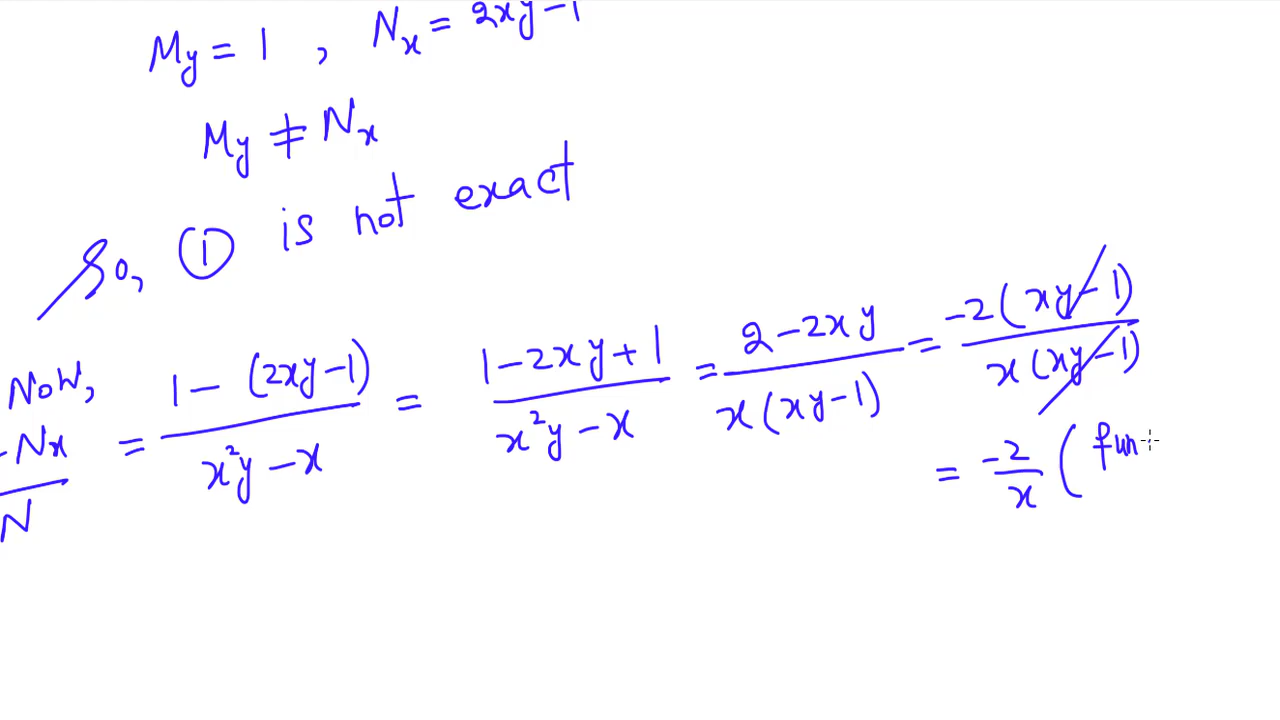 My = 1 , Nx = 2xy-1
My ≠ Nx
So, ① is not exact
Now,
- Nx / N = 1 - (2xy-1) / x²y - x = 1 - 2xy + 1 / x²y - x = 2 - 2xy / x(xy-1) = -2(xy-1) / x(xy-1)
= -2 / x ( fun